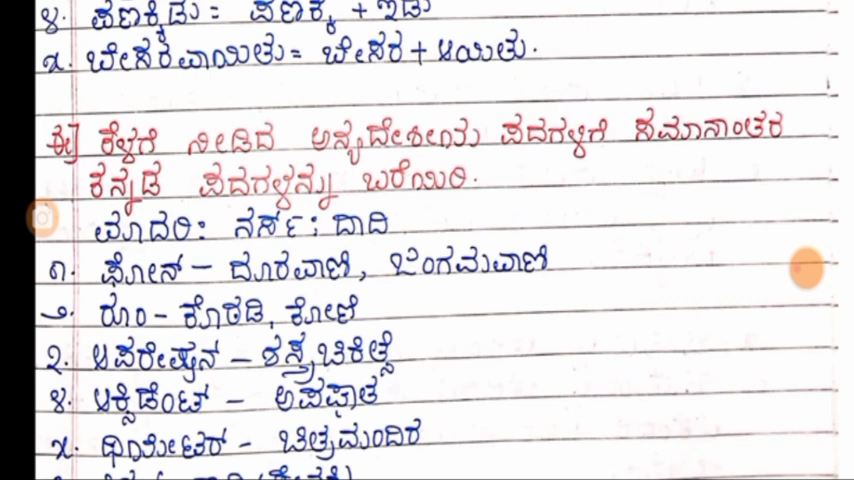 ೪. ಪಣಕ್ಕಿಡು = ಪಣಕ್ಕೆ + ಇಡು
೫. ಬೇಸರವಾಯಿತು = ಬೇಸರ + ಆಯಿತು.
ಈ] ಕೆಳಗೆ ನೀಡಿದ ಅನ್ಯದೇಶೀಯ ಪದಗಳಿಗೆ ಸಮಾನಾಂತರ
ಕನ್ನಡ ಪದಗಳನ್ನು ಬರೆಯಿರಿ.
ಮಾದರಿ: ನರ್ಸ್ : ದಾದಿ
೧. ಫೋನ್ - ದೂರವಾಣಿ, ಜಂಗಮವಾಣಿ
೨. ರೂಂ - ಕೊಠಡಿ, ಕೋಣೆ
೩. ಆಪರೇಷನ್ - ಶಸ್ತ್ರಚಿಕಿತ್ಸೆ
೪. ಆಕ್ಸಿಡೆಂಟ್ - ಅಪಘಾತ
೫. ಥಿಯೇಟರ್ - ಚಿತ್ರಮಂದಿರ